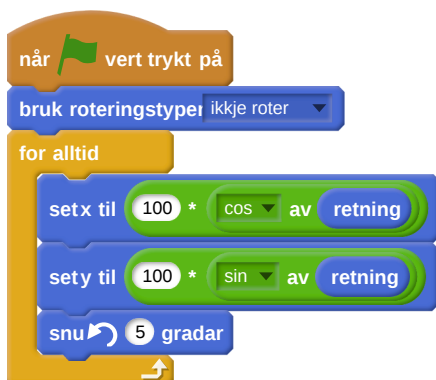 når vert trykt på
bruk roteringstypen ikkje roter
for alltid
set x til 100 * cos av retning
set y til 100 * sin av retning
snu 5 gradar